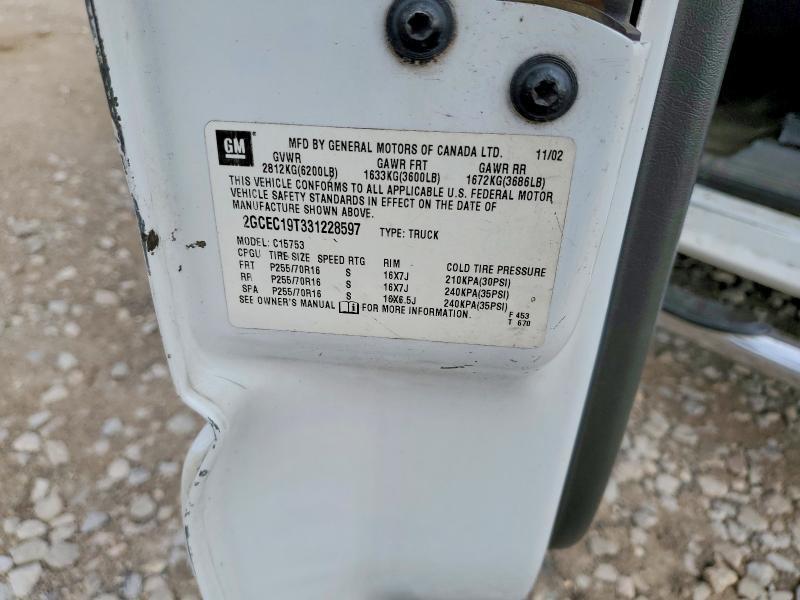 GM
MFD BY GENERAL MOTORS OF CANADA LTD. 11/02
GVWR GAWR FRT GAWR RR
2812KG(6200LB) 1633KG(3600LB) 1672KG(3686LB)
THIS VEHICLE CONFORMS TO ALL APPLICABLE U.S. FEDERAL MOTOR
VEHICLE SAFETY STANDARDS IN EFFECT ON THE DATE OF
MANUFACTURE SHOWN ABOVE.
2GCEC19T331228597 TYPE: TRUCK
MODEL: C15753
CPGU TIRE SIZE SPEED RTG RIM COLD TIRE PRESSURE
FRT P255/70R16 S 16X7J 210KPA(30PSI)
RR P255/70R16 S 16X7J 240KPA(35PSI)
SPA P255/70R16 S 16X6.5J 240KPA(35PSI)
SEE OWNER'S MANUAL FOR MORE INFORMATION.
F 453
T 670